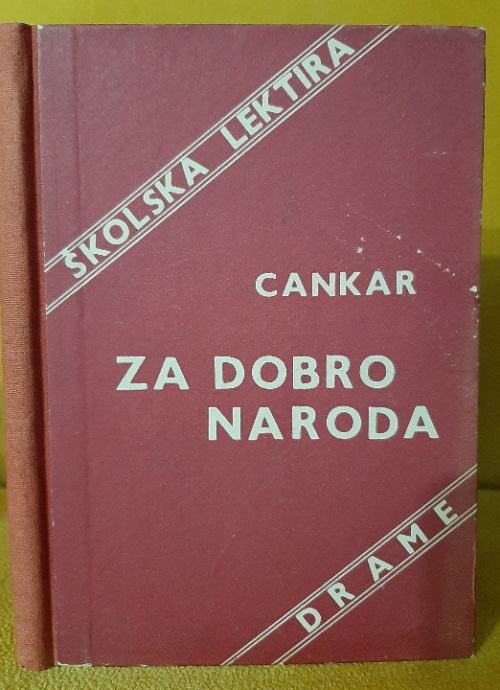 ŠKOLSKA LEKTIRA
CANKAR
ZA DOBRO
NARODA
DRAME